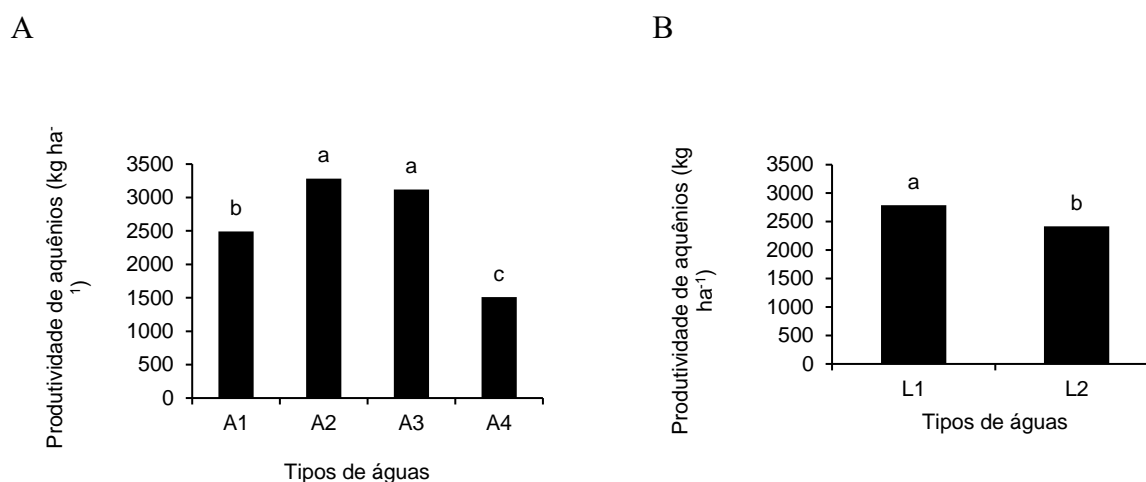 A
B
Produtividade de aquênios (kg ha-
1)
3500
3000
2500
2000
1500
1000
500
0
b
a
a
c
A1 A2 A3 A4
Tipos de águas
Produtividade de aquênios (kg
ha-1)
3500
3000
2500
2000
1500
1000
500
0
a
b
L1 L2
Tipos de águas